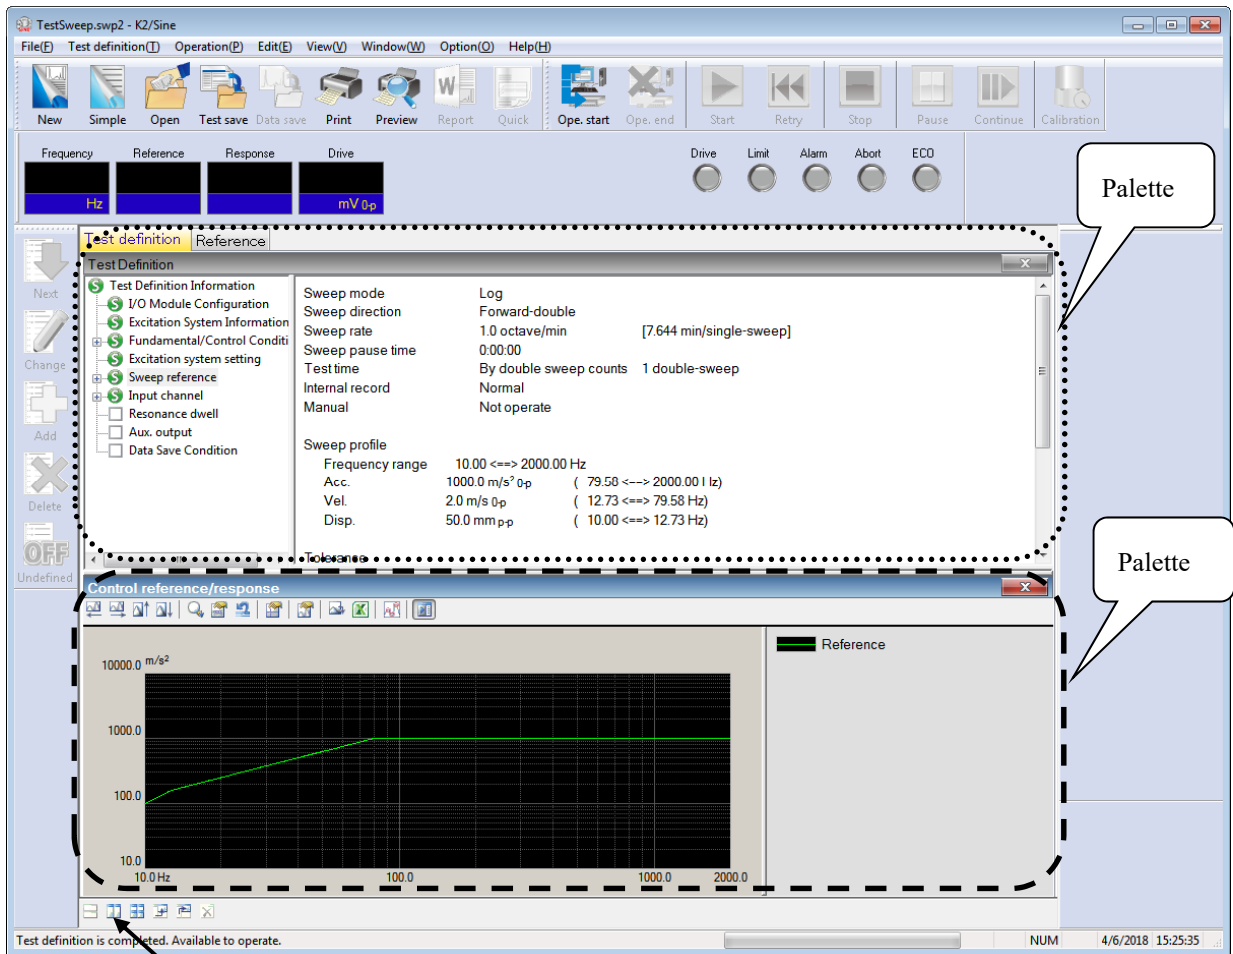 TestSweep.swp2 - K2/Sine
File(F) Test definition(T) Operation(P) Edit(E) View(V) Window(W) Option(O) Help(H)
New Simple Open Test save Data save Print Preview Report Quick Ope. start Ope. end Start Retry Stop Pause Continue Calibration
Frequency Reference Response Drive Drive Limit Alarm Abort ECO
Hz mV 0-p
Palette
Test definition Reference
Test Definition
Next
Change
Add
Delete
OFF
Undefined
Test Definition Information
I/O Module Configuration
Excitation System Information
Fundamental/Control Conditi
Excitation system setting
Sweep reference
Input channel
Resonance dwell
Aux. output
Data Save Condition
Sweep mode Log
Sweep direction Forward-double
Sweep rate 1.0 octave/min [7.644 min/single-sweep]
Sweep pause time 0:00:00
Test time By double sweep counts 1 double-sweep
Internal record Normal
Manual Not operate
Sweep profile
Frequency range 10.00 <==> 2000.00 Hz
Acc. 1000.0 m/s² 0-p ( 79.58 <--> 2000.00 Hz)
Vel. 2.0 m/s 0-p ( 12.73 <==> 79.58 Hz)
Disp. 50.0 mm p-p ( 10.00 <==> 12.73 Hz)
Tolerance
Palette
Control reference/response
Reference
10000.0 m/s²
1000.0
100.0
10.0
10.0 Hz 100.0 1000.0 2000.0
Test definition is completed. Available to operate. NUM 4/6/2018 15:25:35